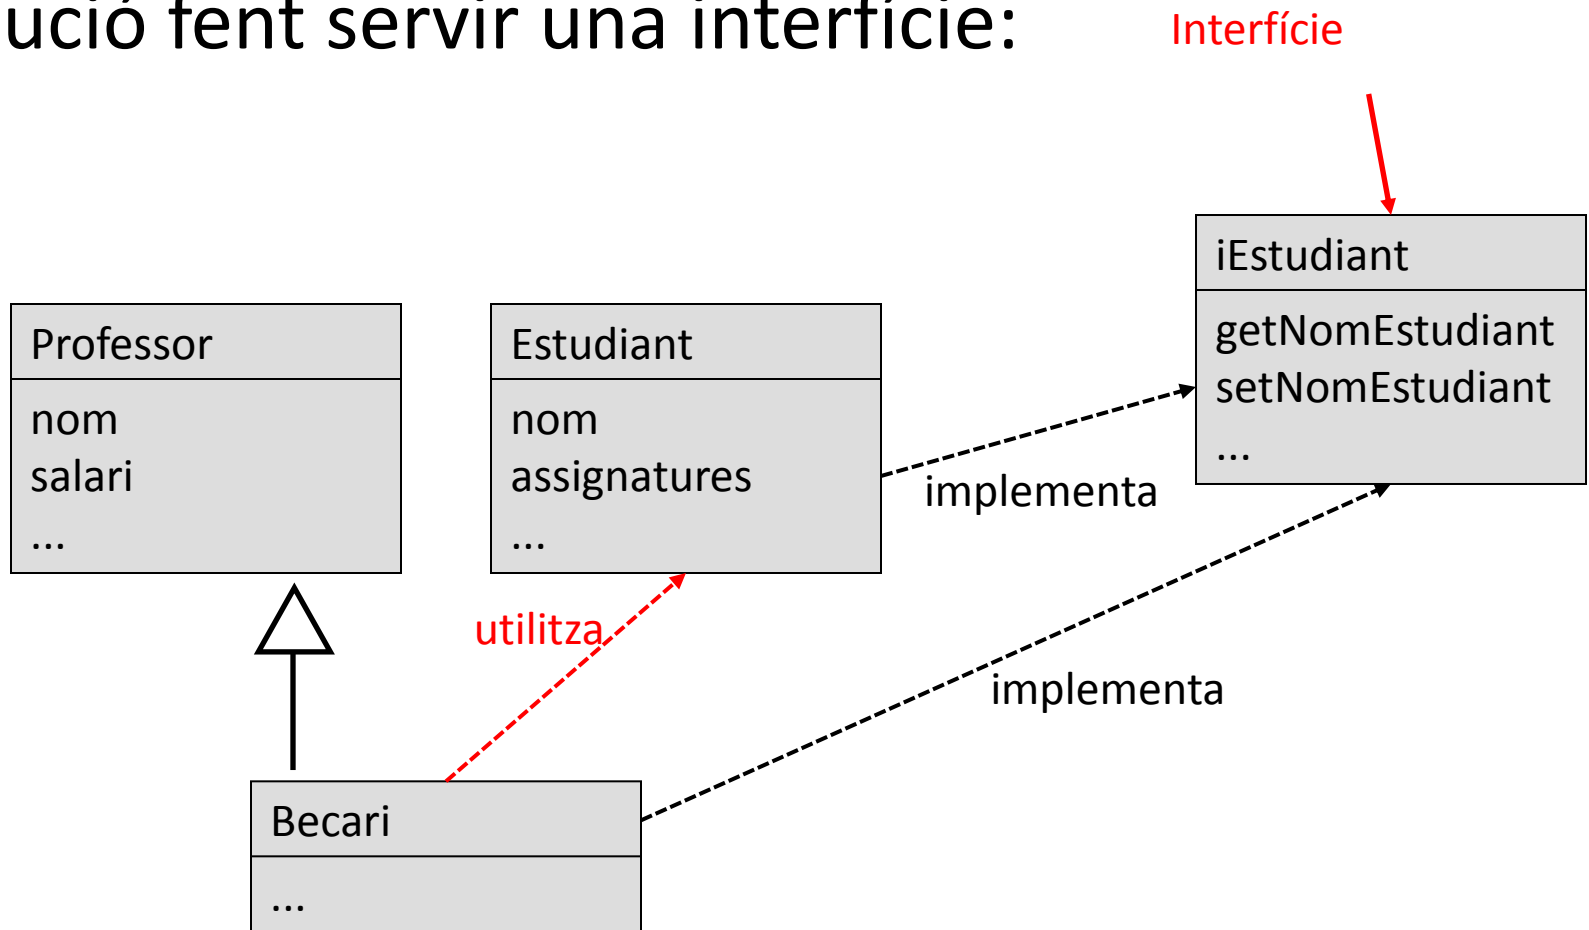 ució fent servir una interfície:
Interfície
iEstudiant
getNomEstudiant
setNomEstudiant
...
Professor
nom
salari
...
Estudiant
nom
assignatures
...
implementa
utilitza
implementa
Becari
...